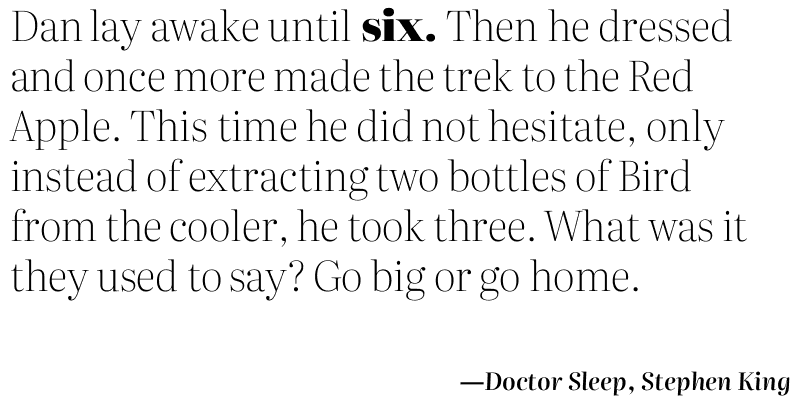 Dan lay awake until six. Then he dressed
and once more made the trek to the Red
Apple. This time he did not hesitate, only
instead of extracting two bottles of Bird
from the cooler, he took three. What was it
they used to say? Go big or go home.
—Doctor Sleep, Stephen King